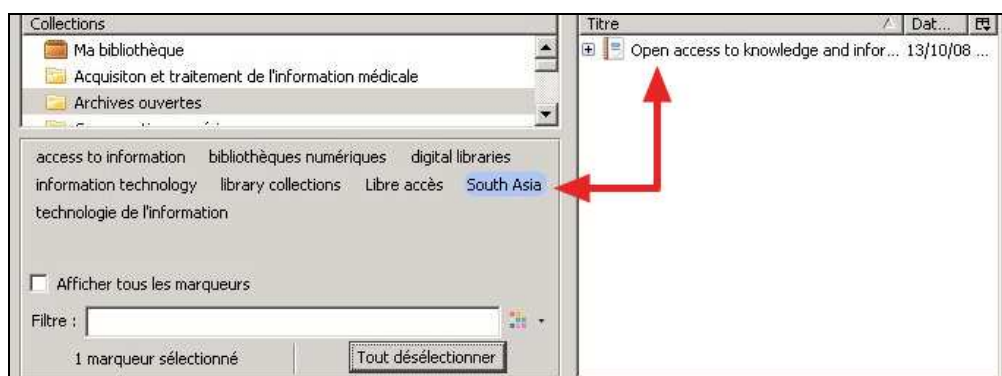 Collections
Ma bibliothèque
Acquisiton et traitement de l'information médicale
Archives ouvertes
access to information bibliothèques numériques digital libraries
information technology library collections Libre accès South Asia
technologie de l'information
Afficher tous les marqueurs
Filtre :
1 marqueur sélectionné Tout désélectionner
Titre Dat...
Open access to knowledge and infor... 13/10/08 ...